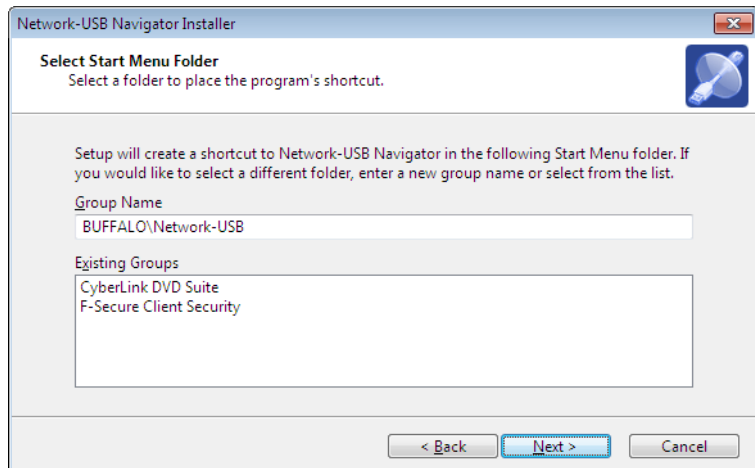 Network-USB Navigator Installer
Select Start Menu Folder
Select a folder to place the program's shortcut.
Setup will create a shortcut to Network-USB Navigator in the following Start Menu folder. If
you would like to select a different folder, enter a new group name or select from the list.
Group Name
BUFFALO\Network-USB
Existing Groups
CyberLink DVD Suite
F-Secure Client Security
< Back Next > Cancel